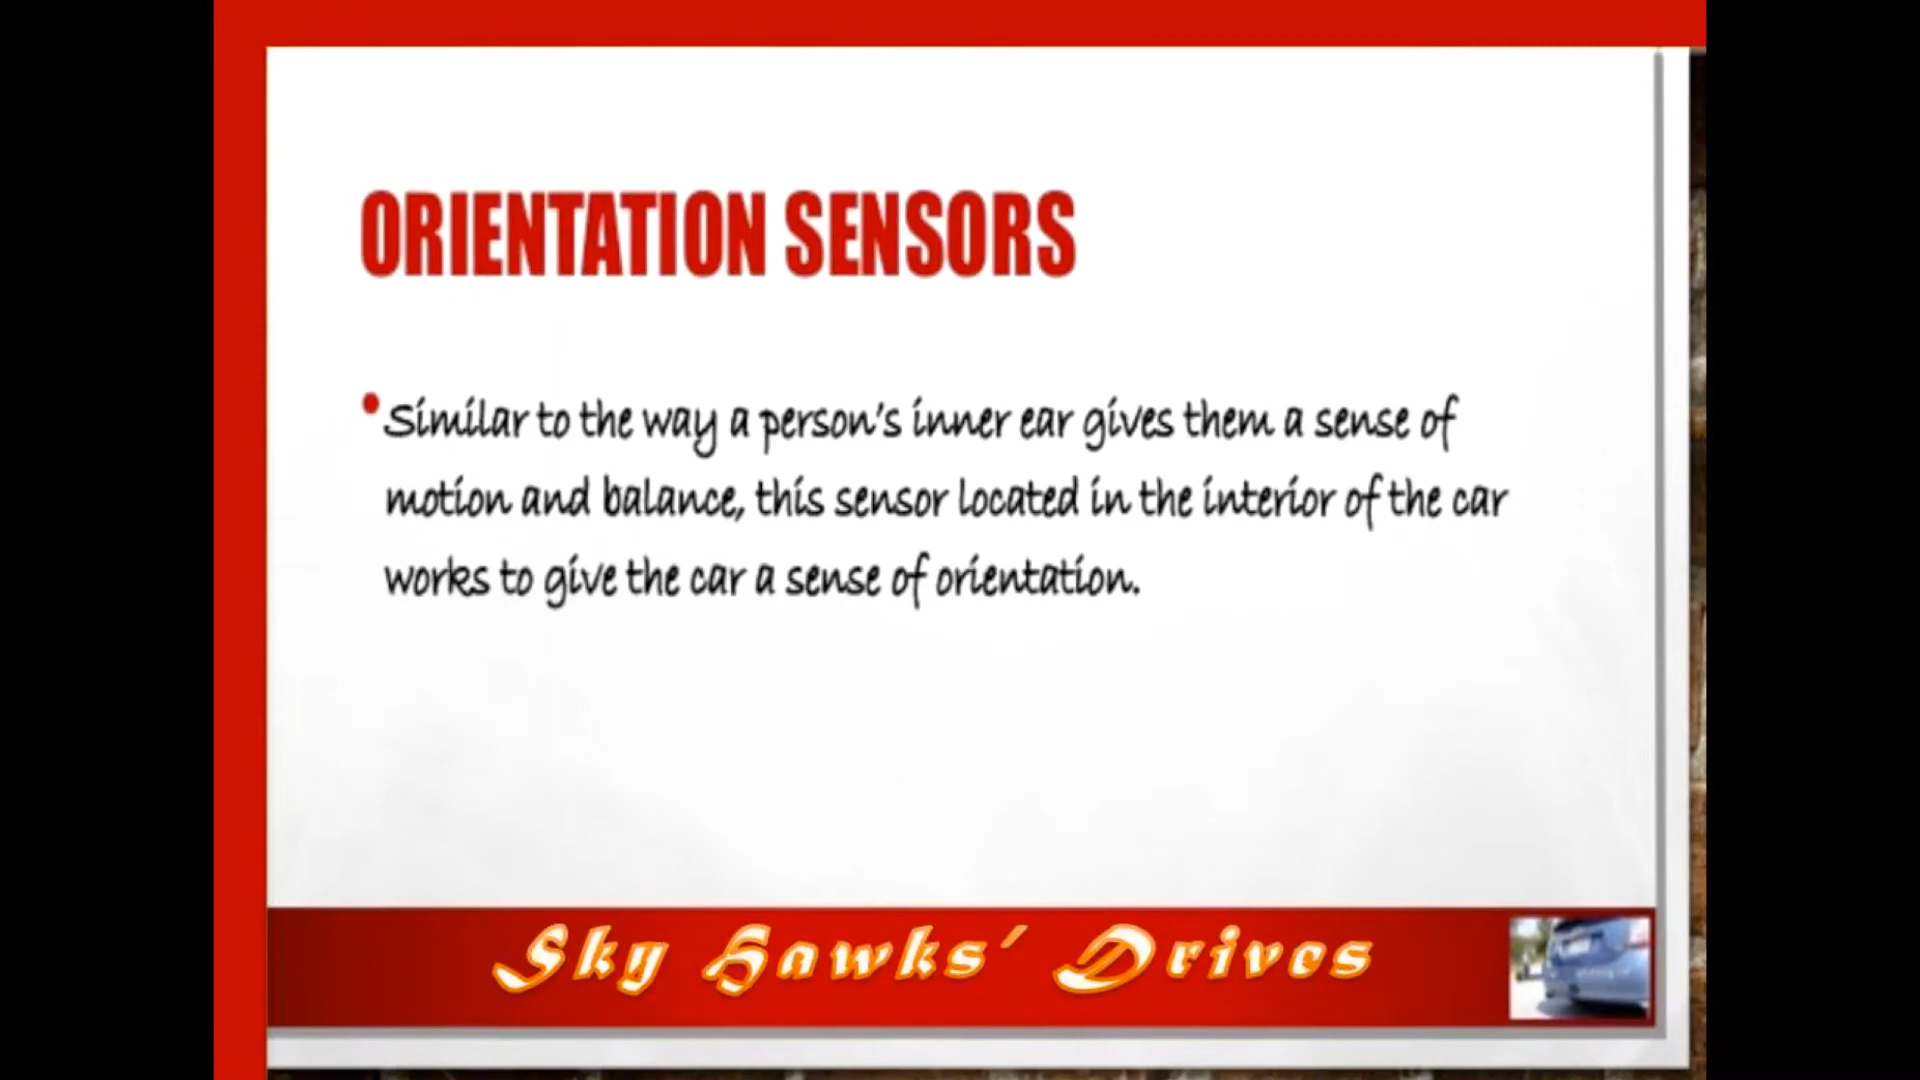 ORIENTATION SENSORS
•Similar to the way a person's inner ear gives them a sense of
motion and balance, this sensor located in the interior of the car
works to give the car a sense of orientation.
Sky Hawks' Drives